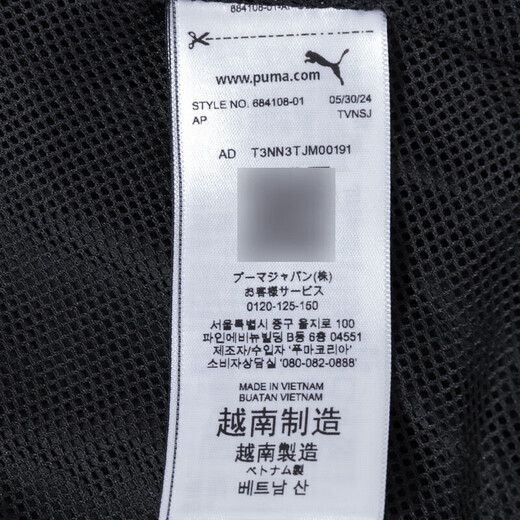 684108-01-AP
www.puma.com
STYLE NO. 684108-01 05/30/24
AP TVNSJ
AD T3NN3TJM00191
プーマジャパン(株)
お客様サービス
0120-125-150
서울특별시 중구 을지로 100
파인에비뉴빌딩 B동 6층 04551
제조자/수입자 '푸마코리아'
소비자상담실 "080-082-0888"
MADE IN VIETNAM
BUATAN VIETNAM
越南制造
越南製造
ベトナム製
베트남 산